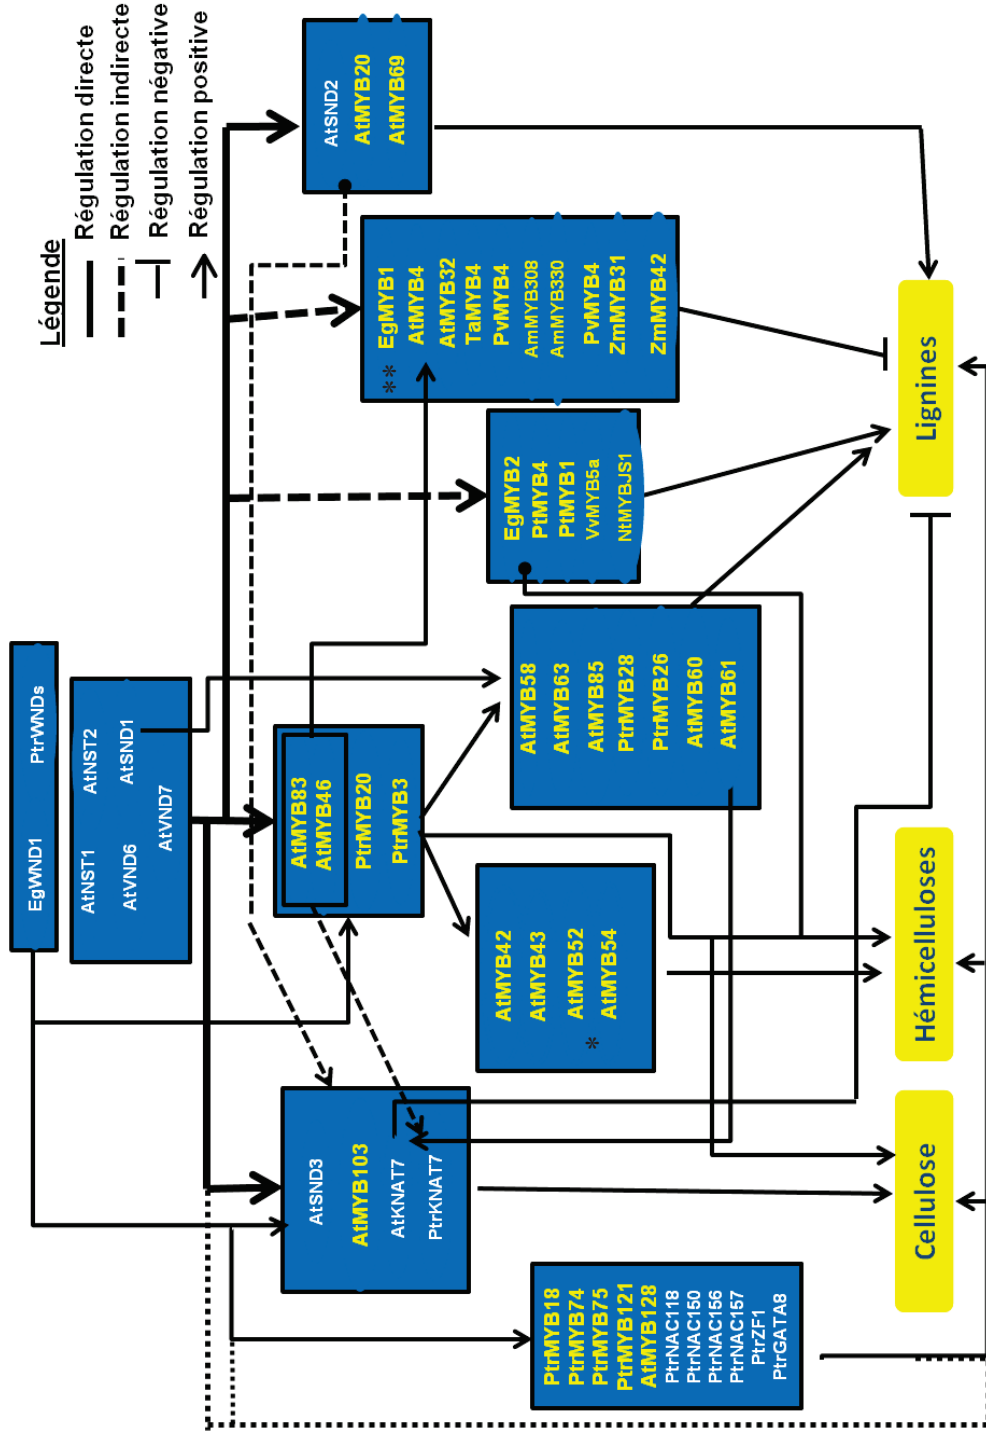 Légende
Régulation directe
Régulation indirecte
Régulation négative
Régulation positive
EgWND1 PtrWNDs
AtNST1 AtNST2
AtVND6 AtSND1
AtVND7
AtSND3
AtMYB103
AtKNAT7
PtrKNAT7
AtMYB83
AtMYB46
PtrMYB20
PtrMYB3
AtSND2
AtMYB20
AtMYB69
** EgMYB1
AtMYB4
AtMYB32
TaMYB4
PvMYB4
AmMYB308
AmMYB330
PvMYB4
ZmMYB31
ZmMYB42
EgMYB2
PtMYB4
PtMYB1
VvMYB5a
NtMYBJS1
AtMYB58
AtMYB63
AtMYB85
PtrMYB28
PtrMYB26
AtMYB60
AtMYB61
AtMYB42
AtMYB43
AtMYB52
* AtMYB54
PtrMYB18
PtrMYB74
PtrMYB75
PtrMYB121
AtMYB128
PtrNAC118
PtrNAC150
PtrNAC156
PtrNAC157
PtrZF1
PtrGATA8
Cellulose
Hémicelluloses
Lignines